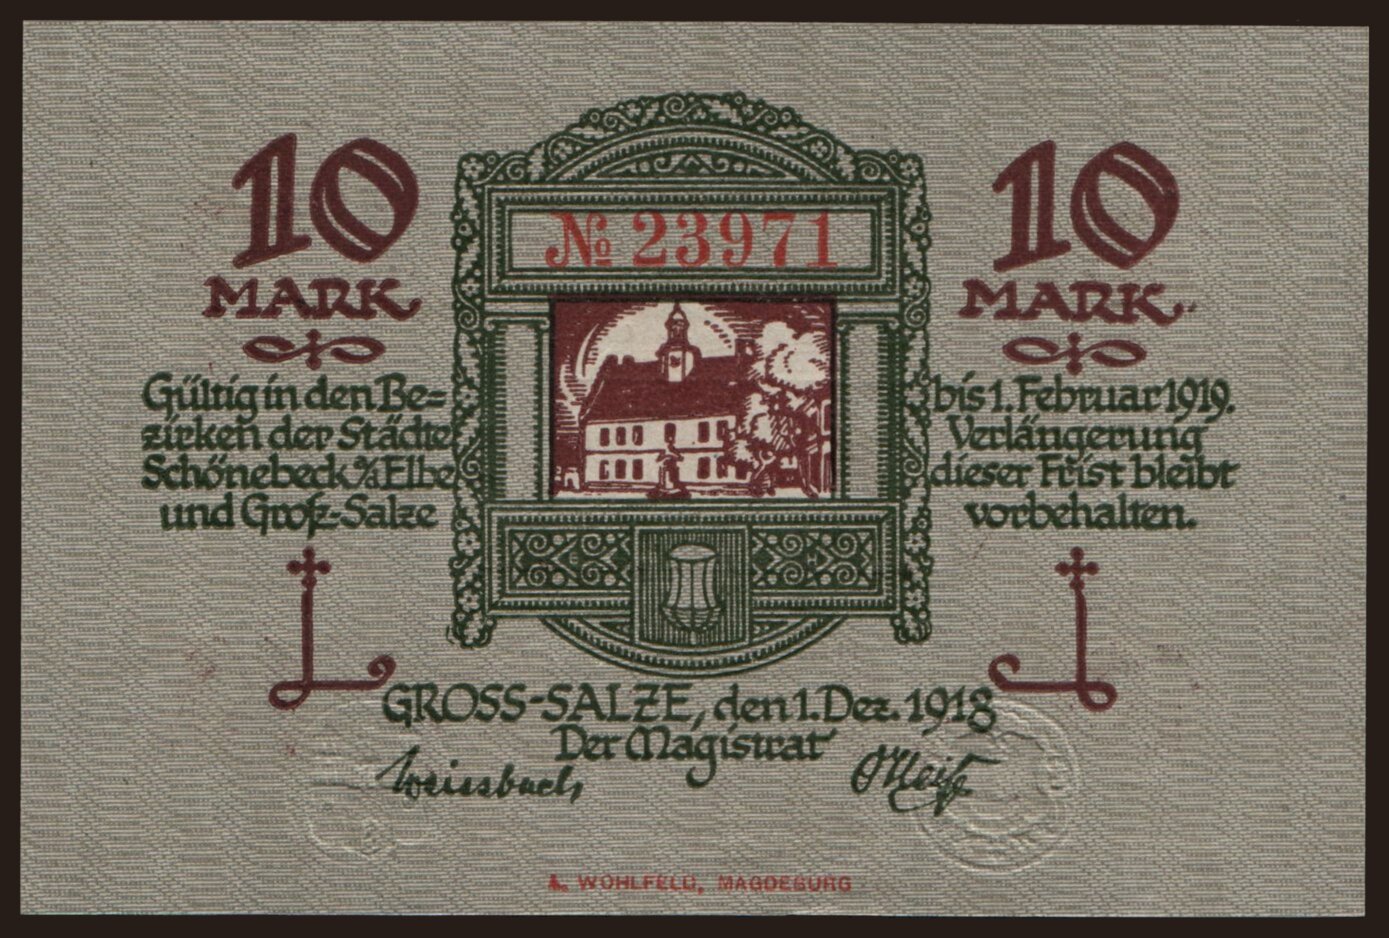 10
MARK
Gültig in den Be=
zirken der Städte
Schönebeck a/Elbe
und Groß-Salze
№ 23971
10
MARK.
bis 1. Februar 1919.
Verlängerung
dieser Frist bleibt
vorbehalten.
GROSS-SALZE, den 1. Dez. 1918
Der Magistrat
Weissbach
A. WOHLFELD, MAGDEBURG